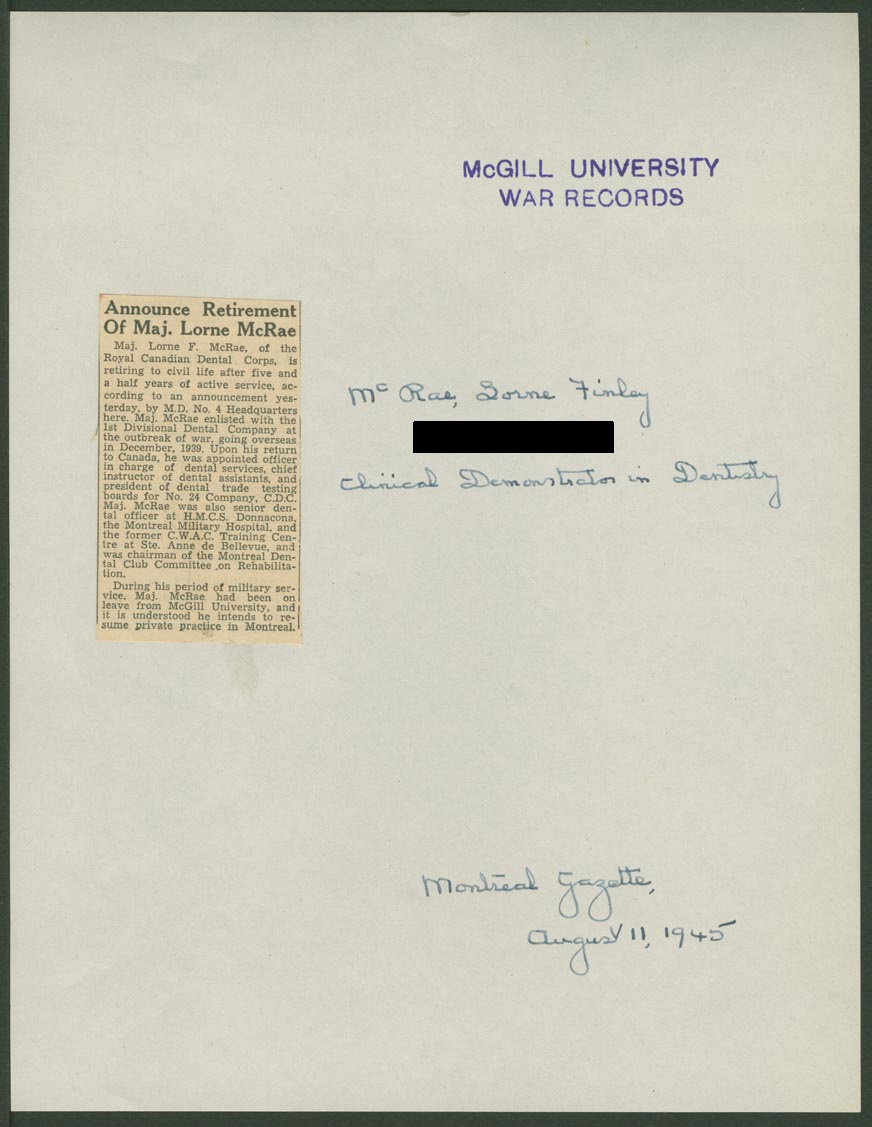 McGILL UNIVERSITY
WAR RECORDS
Announce Retirement
Of Maj. Lorne McRae
Maj. Lorne F. McRae, of the
Royal Canadian Dental Corps, is
retiring to civil life after five and
a half years of active service, ac-
cording to an announcement yes-
terday, by M.D. No. 4 Headquarters
here. Maj. McRae enlisted with the
1st Divisional Dental Company at
the outbreak of war, going overseas
in December, 1939. Upon his return
to Canada, he was appointed officer
in charge of dental services, chief
instructor of dental assistants, and
president of dental trade testing
boards for No. 24 Company, C.D.C.
Maj. McRae was also senior den-
tal officer at H.M.C.S. Donnacona,
the Montreal Military Hospital, and
the former C.W.A.C. Training Cen-
tre at Ste. Anne de Bellevue, and
was chairman of the Montreal Den-
tal Club Committee on Rehabilita-
tion.
During his period of military ser-
vice, Maj. McRae had been on
leave from McGill University, and
it is understood he intends to re-
sume private practice in Montreal.
McRae, Lorne Finley
Clinical Demonstrator in Dentistry
Montreal Gazette,
August 11, 1945